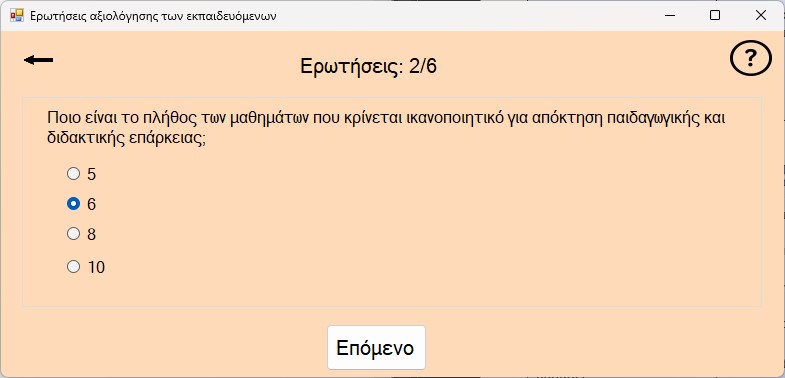 Ερωτήσεις αξιολόγησης των εκπαιδευόμενων
Ερωτήσεις: 2/6
?
Ποιο είναι το πλήθος των μαθημάτων που κρίνεται ικανοποιητικό για απόκτηση παιδαγωγικής και
διδακτικής επάρκειας;
5
6
8
10
Επόμενο